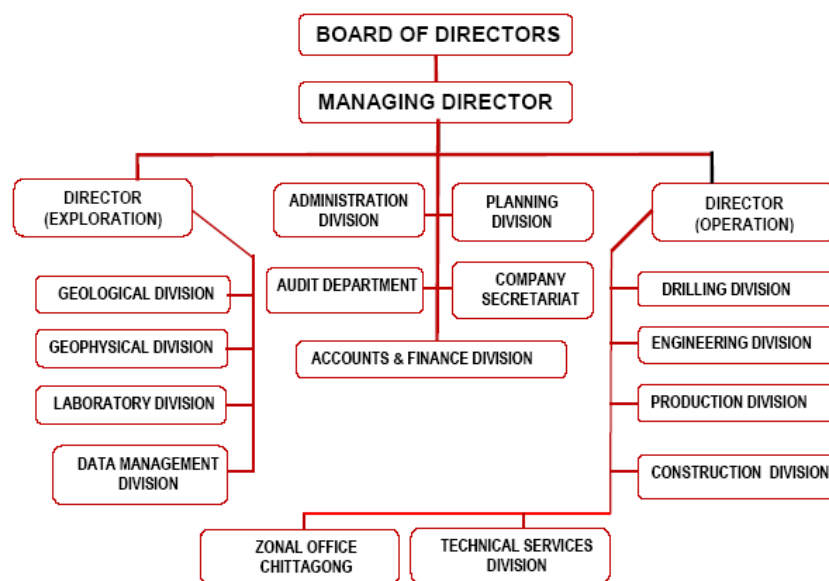 BOARD OF DIRECTORS
MANAGING DIRECTOR
DIRECTOR
(EXPLORATION)
ADMINISTRATION
DIVISION
PLANNING
DIVISION
DIRECTOR
(OPERATION)
GEOLOGICAL DIVISION
AUDIT DEPARTMENT
COMPANY
SECRETARIAT
DRILLING DIVISION
GEOPHYSICAL DIVISION
ACCOUNTS & FINANCE DIVISION
ENGINEERING DIVISION
LABORATORY DIVISION
PRODUCTION DIVISION
DATA MANAGEMENT
DIVISION
CONSTRUCTION DIVISION
ZONAL OFFICE
CHITTAGONG
TECHNICAL SERVICES
DIVISION